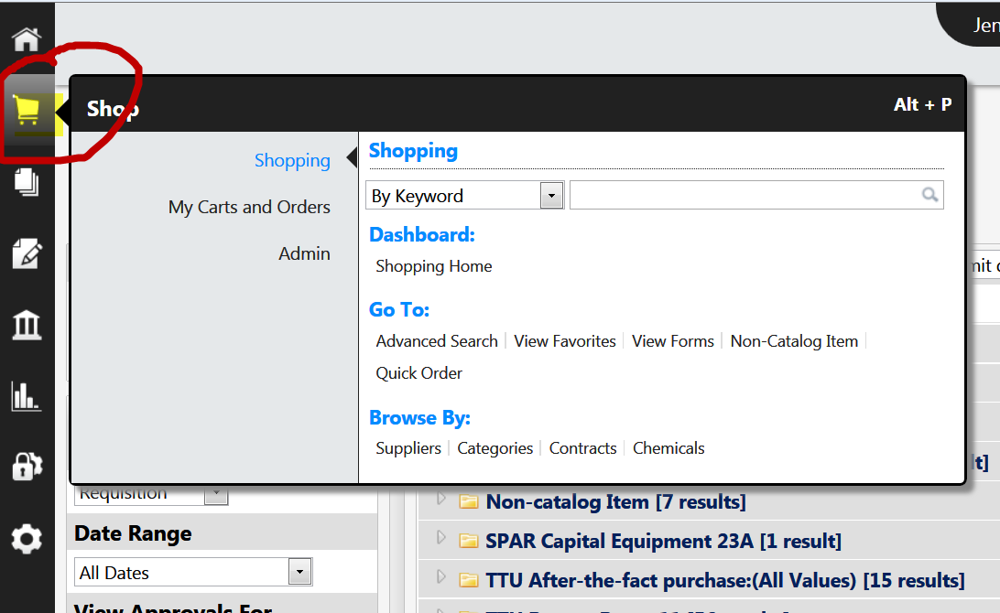 Jen
Shop
Alt + P
Shopping
My Carts and Orders
Admin
Shopping
By Keyword
Dashboard:
Shopping Home
Go To:
Advanced Search View Favorites View Forms Non-Catalog Item
Quick Order
Browse By:
Suppliers Categories Contracts Chemicals
mit
lt]
Requisition
Date Range
All Dates
View Approvals For
Non-catalog Item [7 results]
SPAR Capital Equipment 23A [1 result]
TTU After-the-fact purchase:(All Values) [15 results]